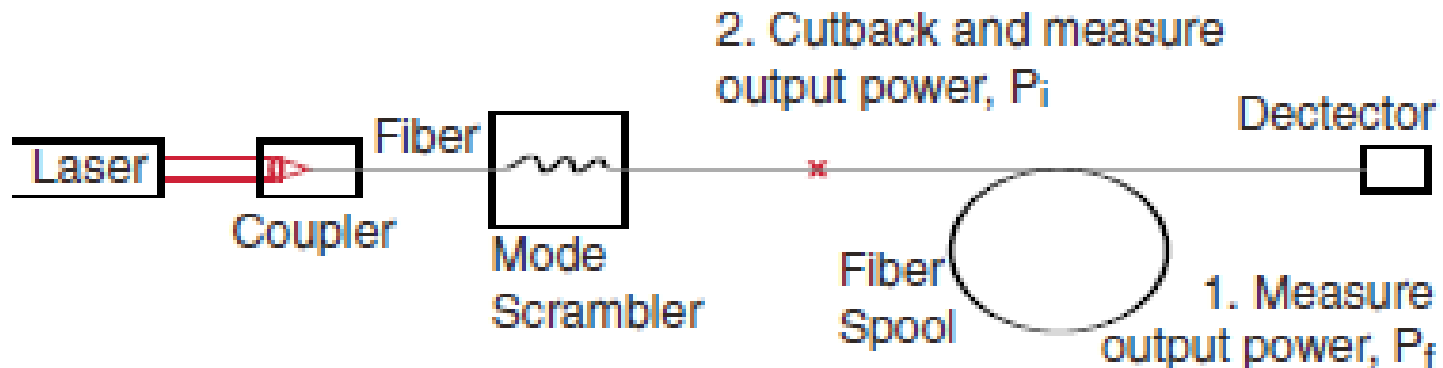 2. Cutback and measure
output power, Pi
Dectector
Fiber
Laser
Coupler
Mode
Scrambler
Fiber
Spool
1. Measure
output power, Pf